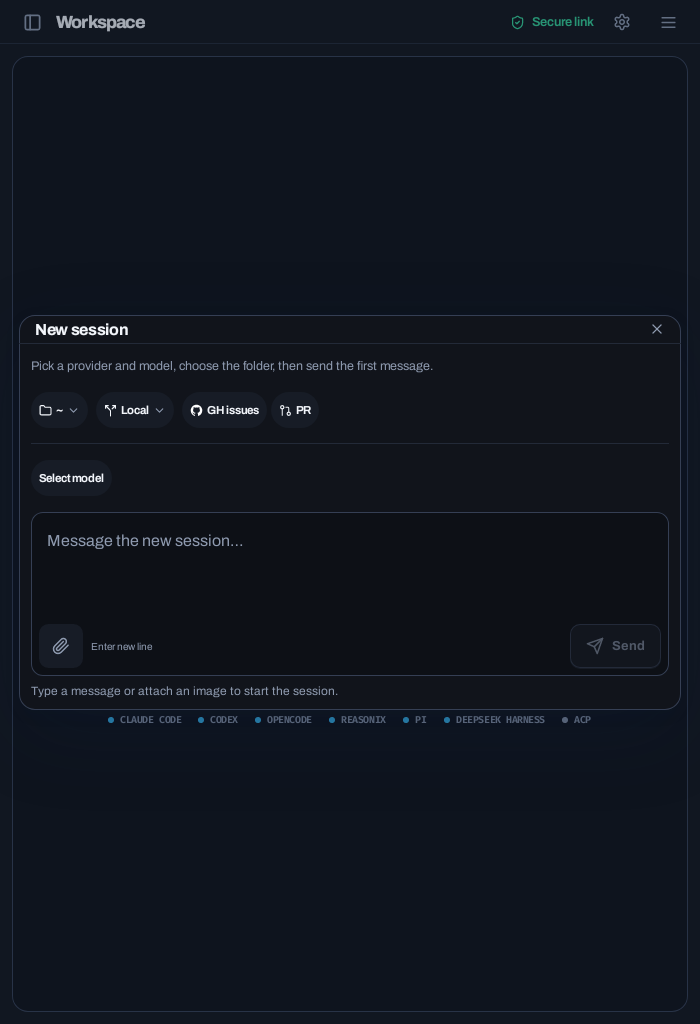 Workspace
Secure link
New session
Pick a provider and model, choose the folder, then send the first message.
~ Local GH issues PR
Select model
Message the new session...
Enter new line
Send
Type a message or attach an image to start the session.
CLAUDE CODE CODEX OPENCODE REASONIX PI DEEPSEEK HARNESS ACP